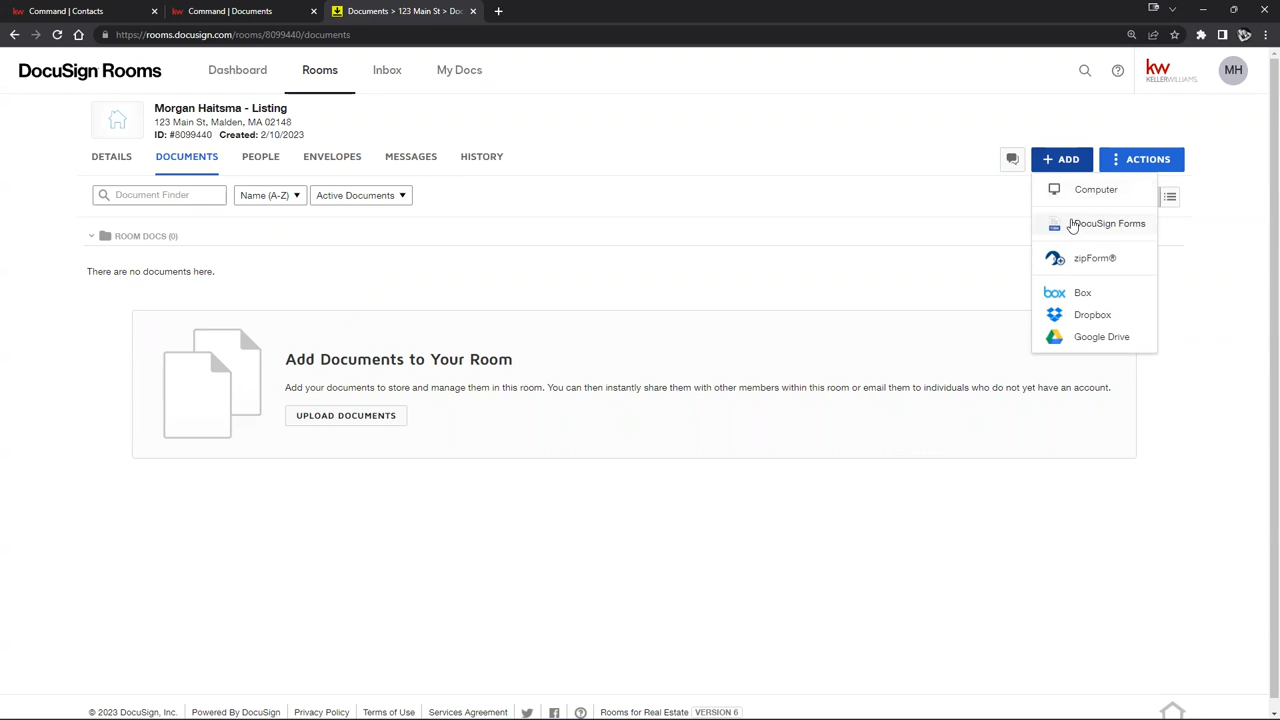 Command | Contacts
Command | Documents
Documents > 123 Main St > Doc
https://rooms.docusign.com/rooms/8099440/documents
DocuSign Rooms
Dashboard
Rooms
Inbox
My Docs
kw
KELLERWILLIAMS.
MH
Morgan Haitsma - Listing
123 Main St, Malden, MA 02148
ID: #8099440 Created: 2/10/2023
DETAILS
DOCUMENTS
PEOPLE
ENVELOPES
MESSAGES
HISTORY
+ ADD
ACTIONS
Document Finder
Name (A-Z)
Active Documents
Computer
DocuSign Forms
zipForm®
box Box
Dropbox
Google Drive
ROOM DOCS (0)
There are no documents here.
Add Documents to Your Room
Add your documents to store and manage them in this room. You can then instantly share them with other members within this room or email them to individuals who do not yet have an account.
UPLOAD DOCUMENTS
© 2023 DocuSign, Inc.
Powered By DocuSign
Privacy Policy
Terms of Use
Services Agreement
Rooms for Real Estate
VERSION 6